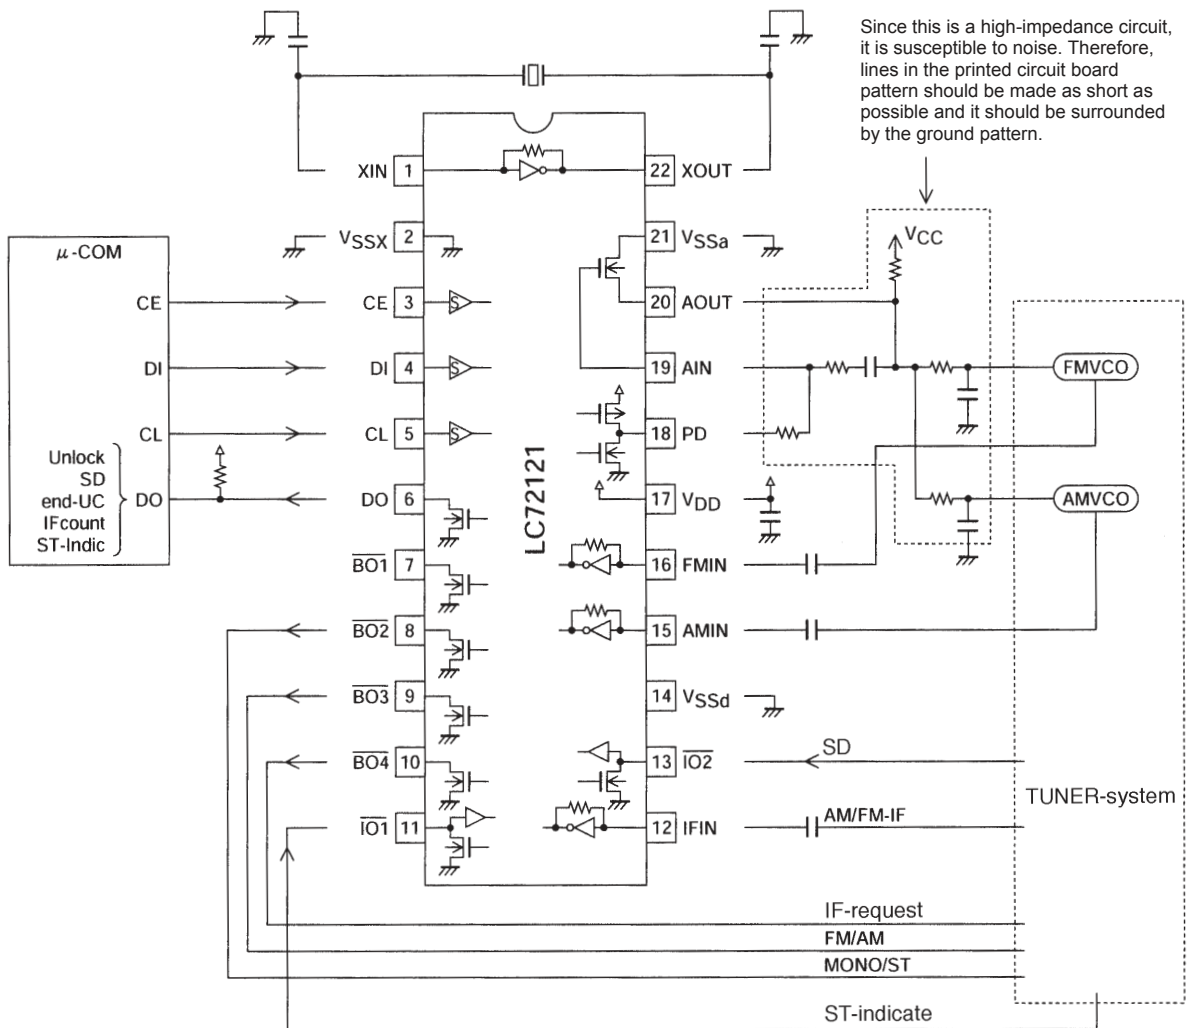 Since this is a high-impedance circuit,
it is susceptible to noise. Therefore,
lines in the printed circuit board
pattern should be made as short as
possible and it should be surrounded
by the ground pattern.
XIN 1
22 XOUT
VSSX 2
21 VSSa
VCC
μ-COM
CE
CE 3
S
20 AOUT
DI
DI 4
S
19 AIN
FMVCO
CL
CL 5
S
18 PD
Unlock
SD
end-UC
IFcount
ST-Indic
DO
DO 6
LC72121
17 VDD
AMVCO
BO1 7
16 FMIN
BO2 8
15 AMIN
BO3 9
14 VSSd
BO4 10
13 IO2
SD
TUNER-system
IO1 11
12 IFIN
AM/FM-IF
IF-request
FM/AM
MONO/ST
ST-indicate